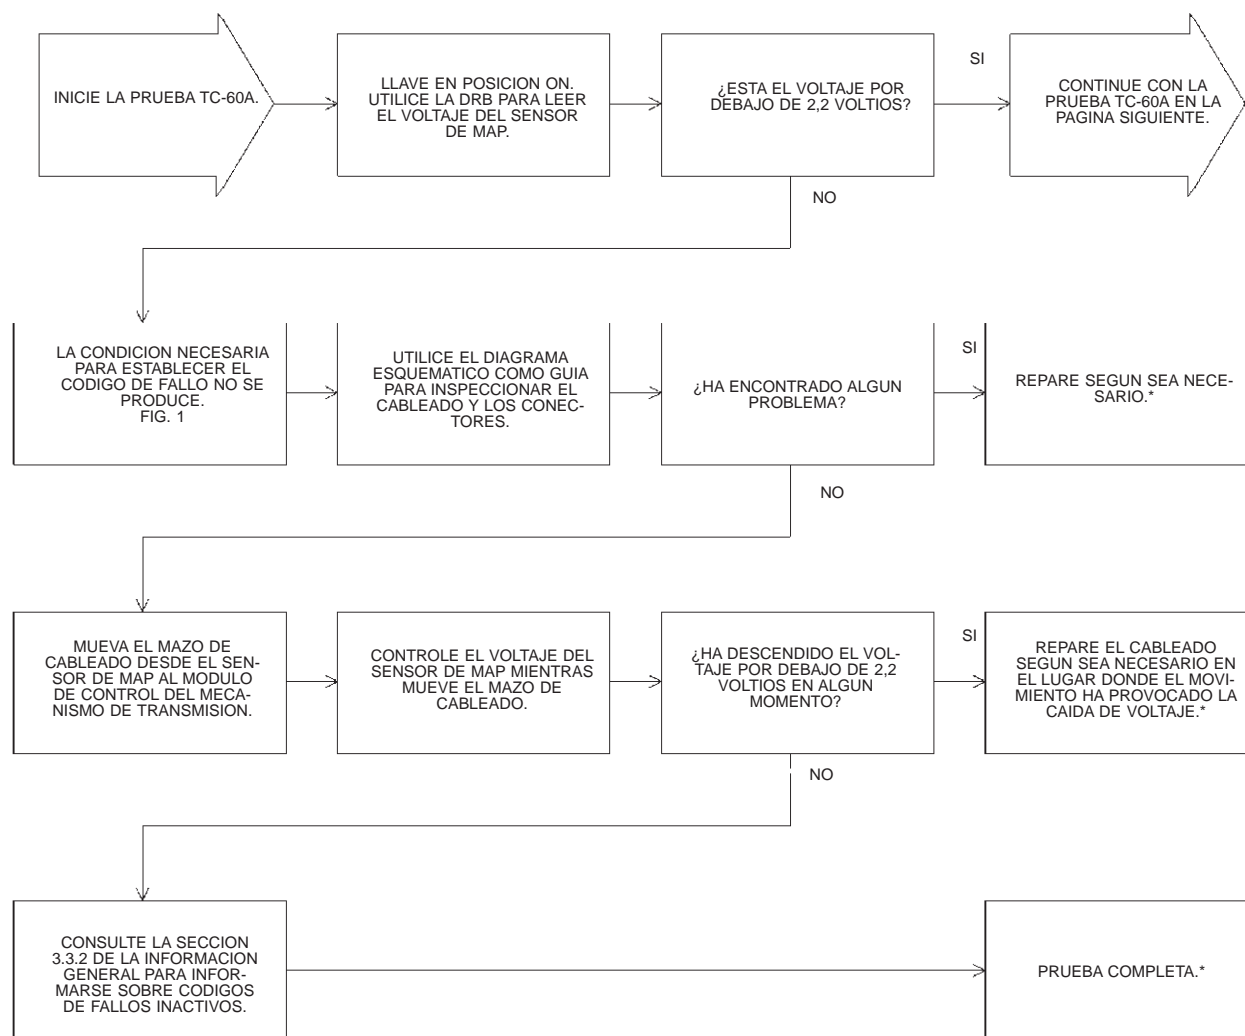 INICIE LA PRUEBA TC-60A.
LLAVE EN POSICION ON.
UTILICE LA DRB PARA LEER
EL VOLTAJE DEL SENSOR
DE MAP.
¿ESTA EL VOLTAJE POR
DEBAJO DE 2,2 VOLTIOS?
SI
CONTINUE CON LA
PRUEBA TC-60A EN LA
PAGINA SIGUIENTE.
NO
LA CONDICION NECESARIA
PARA ESTABLECER EL
CODIGO DE FALLO NO SE
PRODUCE.
FIG. 1
UTILICE EL DIAGRAMA
ESQUEMATICO COMO GUIA
PARA INSPECCIONAR EL
CABLEADO Y LOS CONEC-
TORES.
¿HA ENCONTRADO ALGUN
PROBLEMA?
SI
REPARE SEGUN SEA NECE-
SARIO.*
NO
MUEVA EL MAZO DE
CABLEADO DESDE EL SEN-
SOR DE MAP AL MODULO
DE CONTROL DEL MECA-
NISMO DE TRANSMISION.
CONTROLE EL VOLTAJE DEL
SENSOR DE MAP MIENTRAS
MUEVE EL MAZO DE
CABLEADO.
¿HA DESCENDIDO EL VOL-
TAJE POR DEBAJO DE 2,2
VOLTIOS EN ALGUN
MOMENTO?
SI
REPARE EL CABLEADO
SEGUN SEA NECESARIO EN
EL LUGAR DONDE EL MOVI-
MIENTO HA PROVOCADO LA
CAIDA DE VOLTAJE.*
NO
CONSULTE LA SECCION
3.3.2 DE LA INFORMACION
GENERAL PARA INFOR-
MARSE SOBRE CODIGOS
DE FALLOS INACTIVOS.
PRUEBA COMPLETA.*